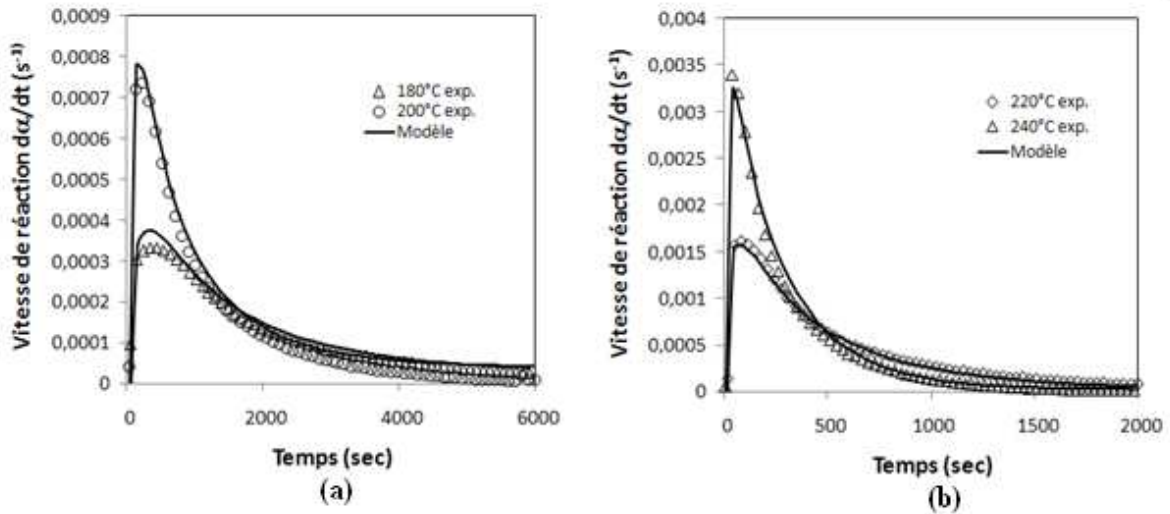 0,0009
0,0008
0,0007
0,0006
0,0005
0,0004
0,0003
0,0002
0,0001
0
Vitesse de réaction dα/dt (s⁻¹)
180°C exp.
200°C exp.
Modèle
0
2000
4000
6000
Temps (sec)
(a)
0,004
0,0035
0,003
0,0025
0,002
0,0015
0,001
0,0005
0
Vitesse de réaction dα/dt (s⁻¹)
220°C exp.
240°C exp.
Modèle
0
500
1000
1500
2000
Temps (sec)
(b)